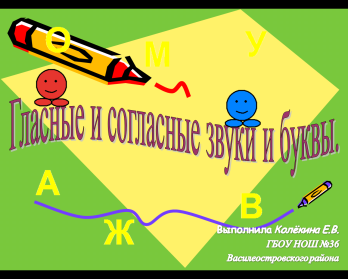 О М У
Гласные и согласные звуки и буквы.
А Ж В
Выполнила Колёкина Е.В.
ГБОУ НОШ №36
Василеостровского района